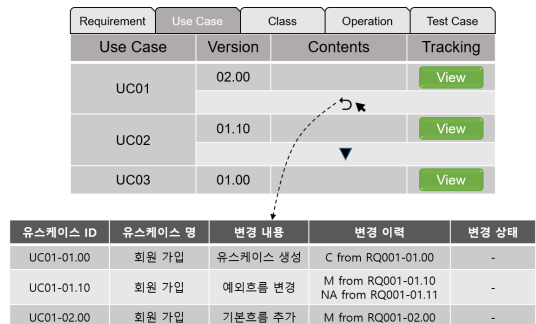 Requirement Use Case Class Operation Test Case
Use Case Version Contents Tracking
UC01 02.00 View
UC02 01.10 View
UC03 01.00 View
유스케이스 ID 유스케이스 명 변경 내용 변경 이력 변경 상태
UC01-01.00 회원 가입 유스케이스 생성 C from RQ001-01.00 -
UC01-01.10 회원 가입 예외흐름 변경 M from RQ001-01.10 -
NA from RQ001-01.11
UC01-02.00 회원 가입 기본흐름 추가 M from RQ001-02.00 -